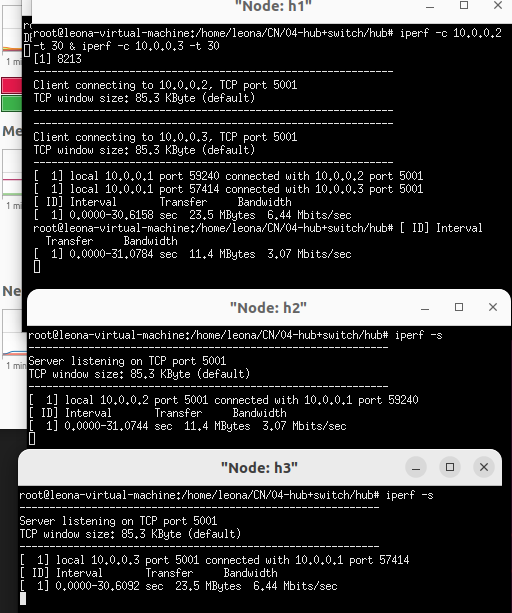 "Node: h1"
root@leona-virtual-machine:/home/leona/CN/04-hub+switch/hub# iperf -c 10.0.0.2
-t 30 & iperf -c 10.0.0.3 -t 30
[1] 8213
------------------------------------------------------------
Client connecting to 10.0.0.2, TCP port 5001
TCP window size: 85.3 KByte (default)
------------------------------------------------------------
------------------------------------------------------------
Client connecting to 10.0.0.3, TCP port 5001
TCP window size: 85.3 KByte (default)
------------------------------------------------------------
[  1] local 10.0.0.1 port 59240 connected with 10.0.0.2 port 5001
[  1] local 10.0.0.1 port 57414 connected with 10.0.0.3 port 5001
[ ID] Interval       Transfer     Bandwidth
[  1] 0.0000-30.6158 sec  23.5 MBytes  6.44 Mbits/sec
root@leona-virtual-machine:/home/leona/CN/04-hub+switch/hub# [ ID] Interval
  Transfer     Bandwidth
[  1] 0.0000-31.0784 sec  11.4 MBytes  3.07 Mbits/sec
1 min
Me
1 min
Ne
1 min
"Node: h2"
root@leona-virtual-machine:/home/leona/CN/04-hub+switch/hub# iperf -s
------------------------------------------------------------
Server listening on TCP port 5001
TCP window size: 85.3 KByte (default)
------------------------------------------------------------
[  1] local 10.0.0.2 port 5001 connected with 10.0.0.1 port 59240
[ ID] Interval       Transfer     Bandwidth
[  1] 0.0000-31.0744 sec  11.4 MBytes  3.07 Mbits/sec
"Node: h3"
root@leona-virtual-machine:/home/leona/CN/04-hub+switch/hub# iperf -s
------------------------------------------------------------
Server listening on TCP port 5001
TCP window size: 85.3 KByte (default)
------------------------------------------------------------
[  1] local 10.0.0.3 port 5001 connected with 10.0.0.1 port 57414
[ ID] Interval       Transfer     Bandwidth
[  1] 0.0000-30.6092 sec  23.5 MBytes  6.44 Mbits/sec